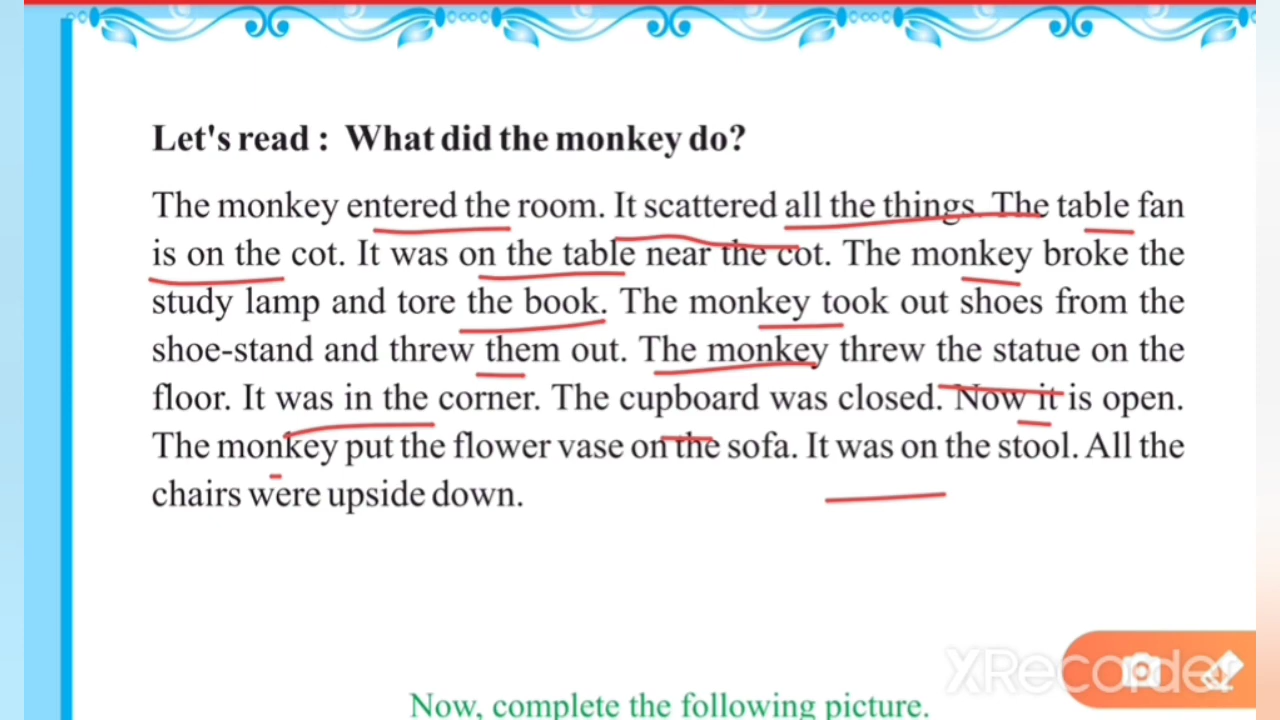 Let's read : What did the monkey do?
The monkey entered the room. It scattered all the things. The table fan
is on the cot. It was on the table near the cot. The monkey broke the
study lamp and tore the book. The monkey took out shoes from the
shoe-stand and threw them out. The monkey threw the statue on the
floor. It was in the corner. The cupboard was closed. Now it is open.
The monkey put the flower vase on the sofa. It was on the stool. All the
chairs were upside down.
XRecorder
Now, complete the following picture.